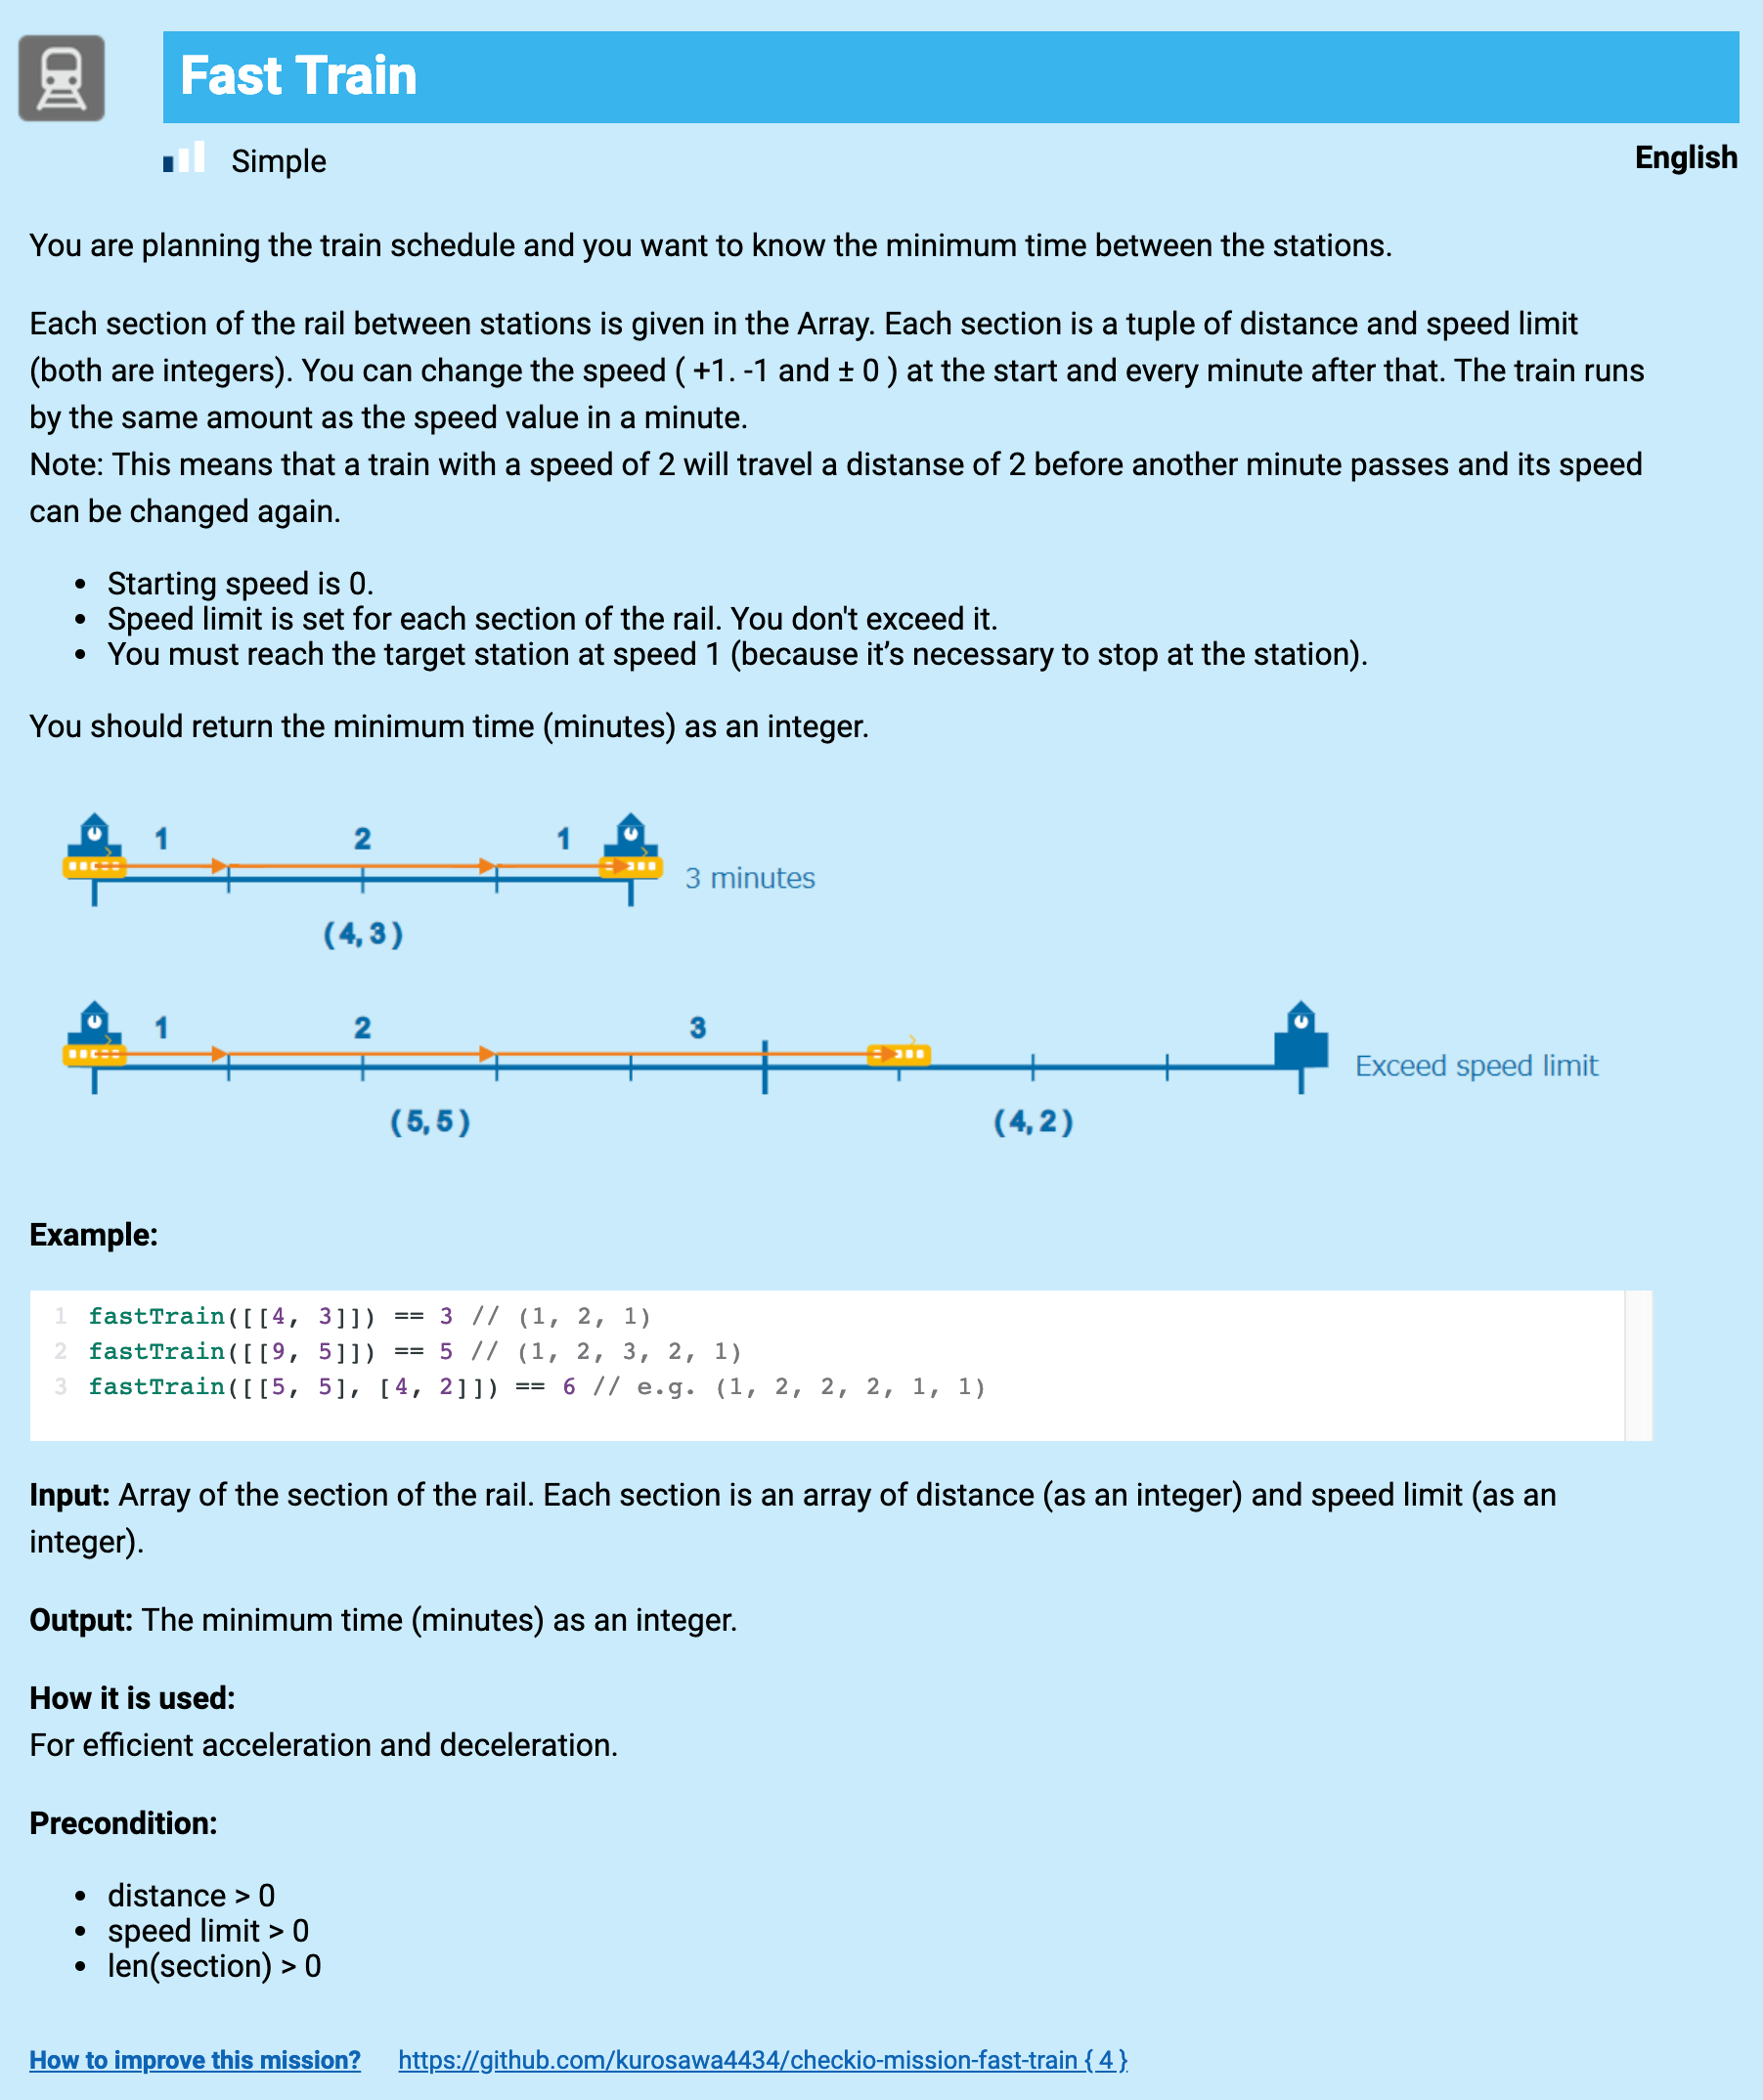 Fast Train
Simple
English
You are planning the train schedule and you want to know the minimum time between the stations.
Each section of the rail between stations is given in the Array. Each section is a tuple of distance and speed limit
(both are integers). You can change the speed ( +1. -1 and ± 0 ) at the start and every minute after that. The train runs
by the same amount as the speed value in a minute.
Note: This means that a train with a speed of 2 will travel a distanse of 2 before another minute passes and its speed
can be changed again.
• Starting speed is 0.
• Speed limit is set for each section of the rail. You don't exceed it.
• You must reach the target station at speed 1 (because it’s necessary to stop at the station).
You should return the minimum time (minutes) as an integer.
1 2 1
3 minutes
(4, 3)
1 2 3
Exceed speed limit
(5, 5) (4, 2)
Example:
1 fastTrain([[4, 3]]) == 3 // (1, 2, 1)
2 fastTrain([[9, 5]]) == 5 // (1, 2, 3, 2, 1)
3 fastTrain([[5, 5], [4, 2]]) == 6 // e.g. (1, 2, 2, 2, 1, 1)
Input: Array of the section of the rail. Each section is an array of distance (as an integer) and speed limit (as an
integer).
Output: The minimum time (minutes) as an integer.
How it is used:
For efficient acceleration and deceleration.
Precondition:
• distance > 0
• speed limit > 0
• len(section) > 0
How to improve this mission? https://github.com/kurosawa4434/checkio-mission-fast-train { 4 }